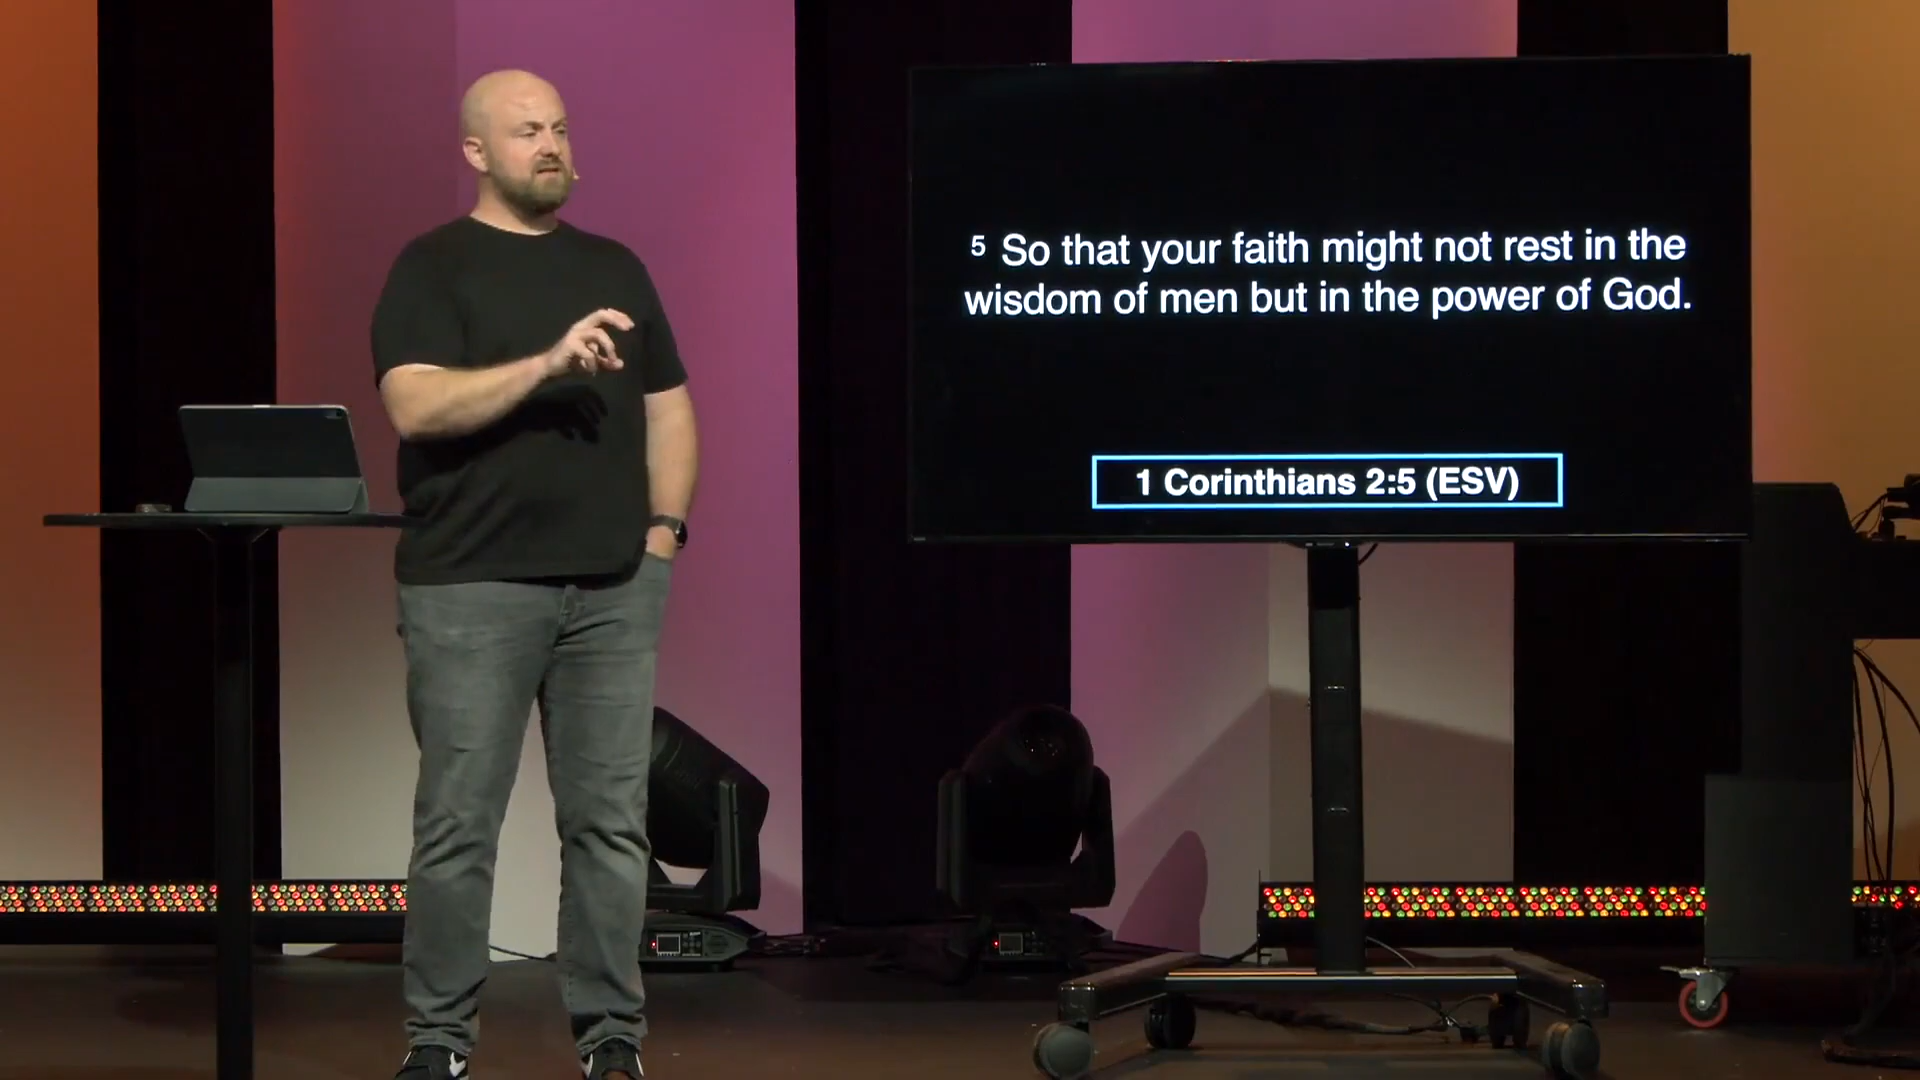 5 So that your faith might not rest in the
wisdom of men but in the power of God.
1 Corinthians 2:5 (ESV)